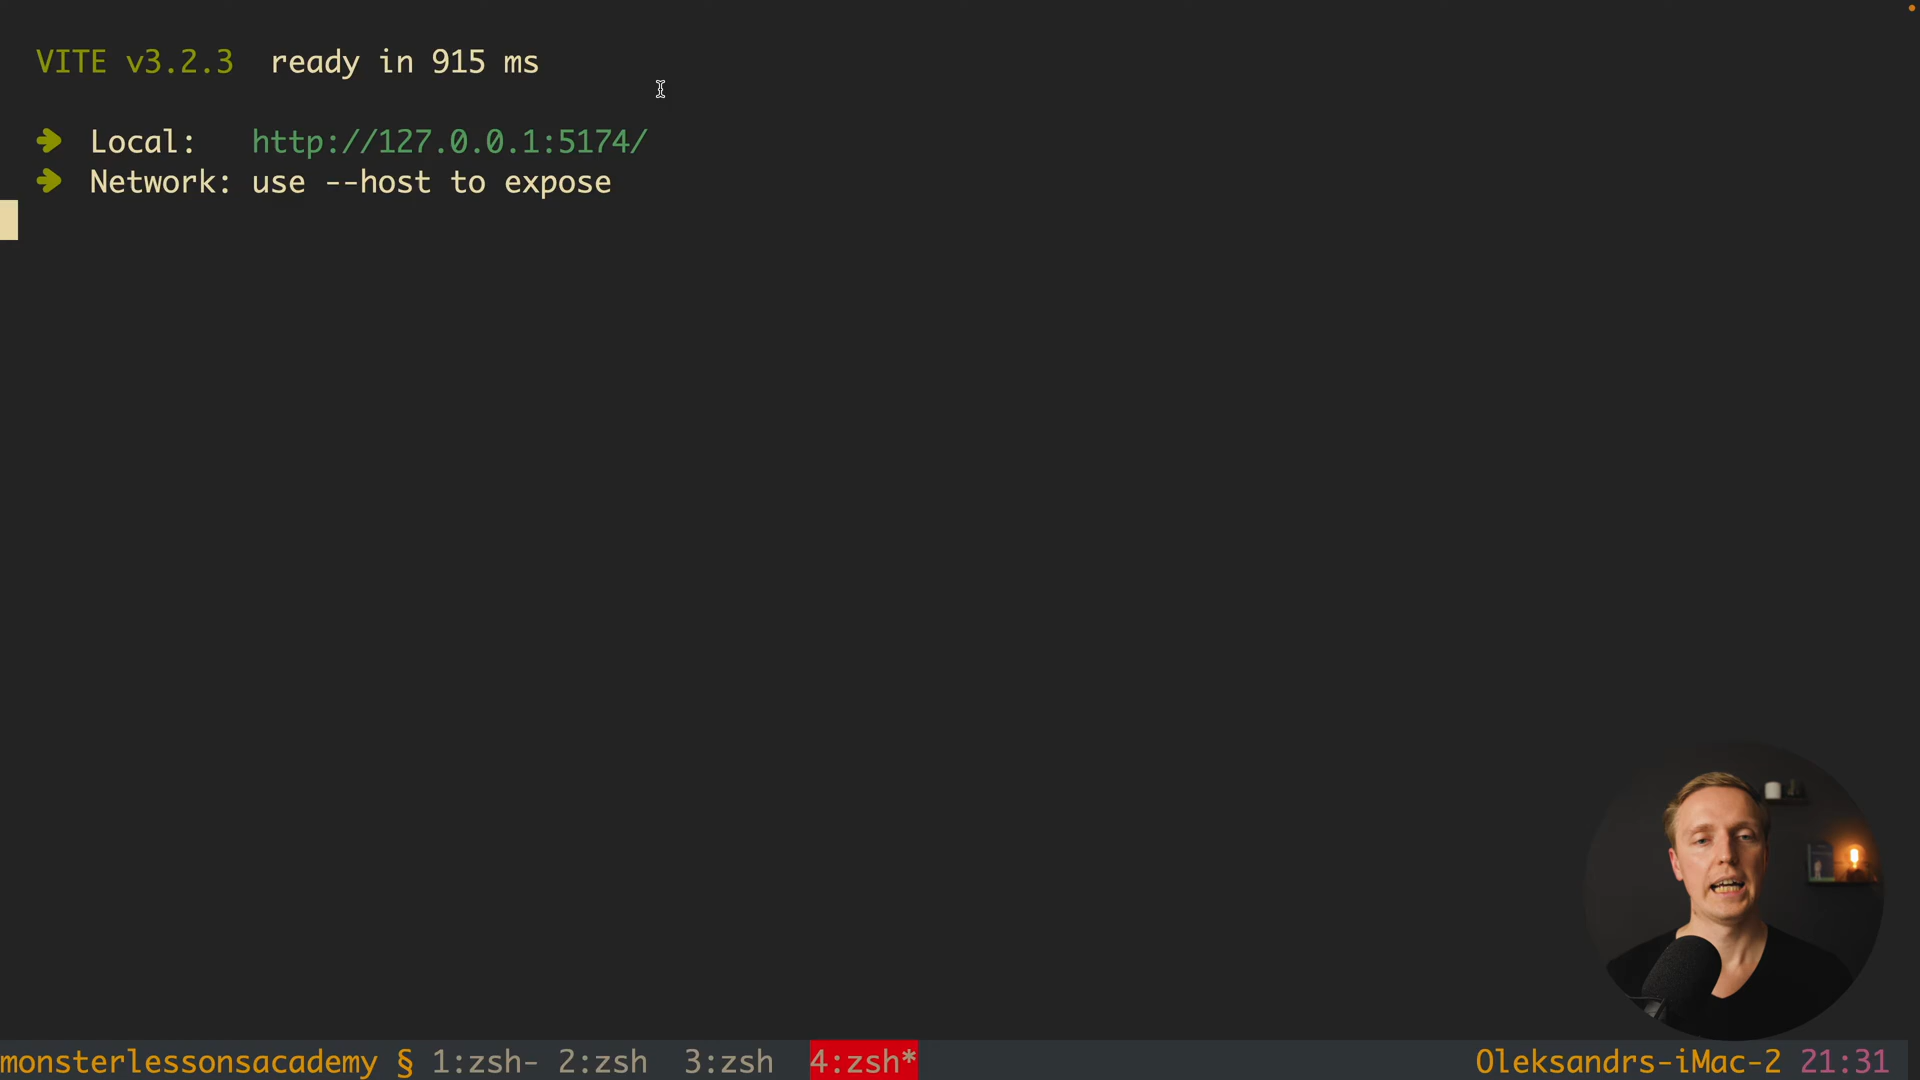 VITE v3.2.3  ready in 915 ms
➜  Local:   http://127.0.0.1:5174/
➜  Network: use --host to expose
monsterlessonsacademy § 1:zsh- 2:zsh  3:zsh  4:zsh* Oleksandrs-iMac-2 21:31